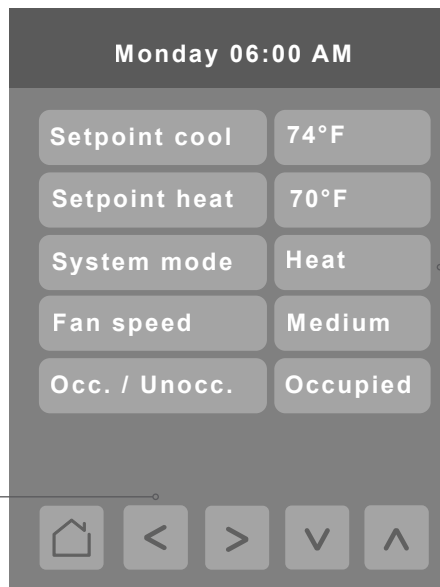 Monday 06:00 AM
Setpoint cool 74°F
Setpoint heat 70°F
System mode Heat
Fan speed Medium
Occ. / Unocc. Occupied